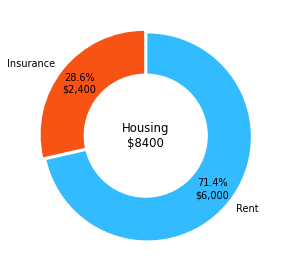 Insurance
28.6%
$2,400
Housing
$8400
71.4%
$6,000
Rent